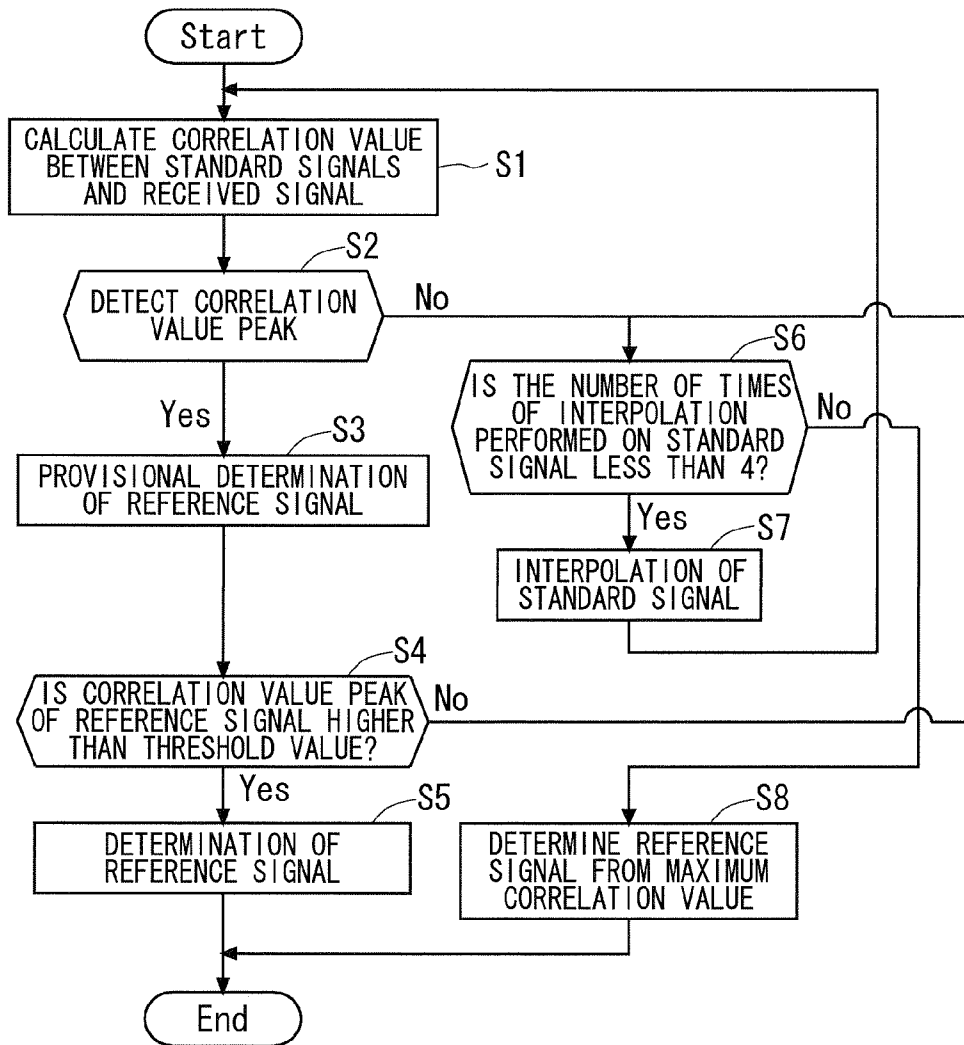 Start
CALCULATE CORRELATION VALUE
BETWEEN STANDARD SIGNALS
AND RECEIVED SIGNAL
S1
S2
DETECT CORRELATION
VALUE PEAK
No
Yes
S6
IS THE NUMBER OF TIMES
OF INTERPOLATION
PERFORMED ON STANDARD
SIGNAL LESS THAN 4?
No
Yes
S3
PROVISIONAL DETERMINATION
OF REFERENCE SIGNAL
S7
INTERPOLATION OF
STANDARD SIGNAL
S4
IS CORRELATION VALUE PEAK
OF REFERENCE SIGNAL HIGHER
THAN THRESHOLD VALUE?
No
Yes
S5
DETERMINATION OF
REFERENCE SIGNAL
S8
DETERMINE REFERENCE
SIGNAL FROM MAXIMUM
CORRELATION VALUE
End